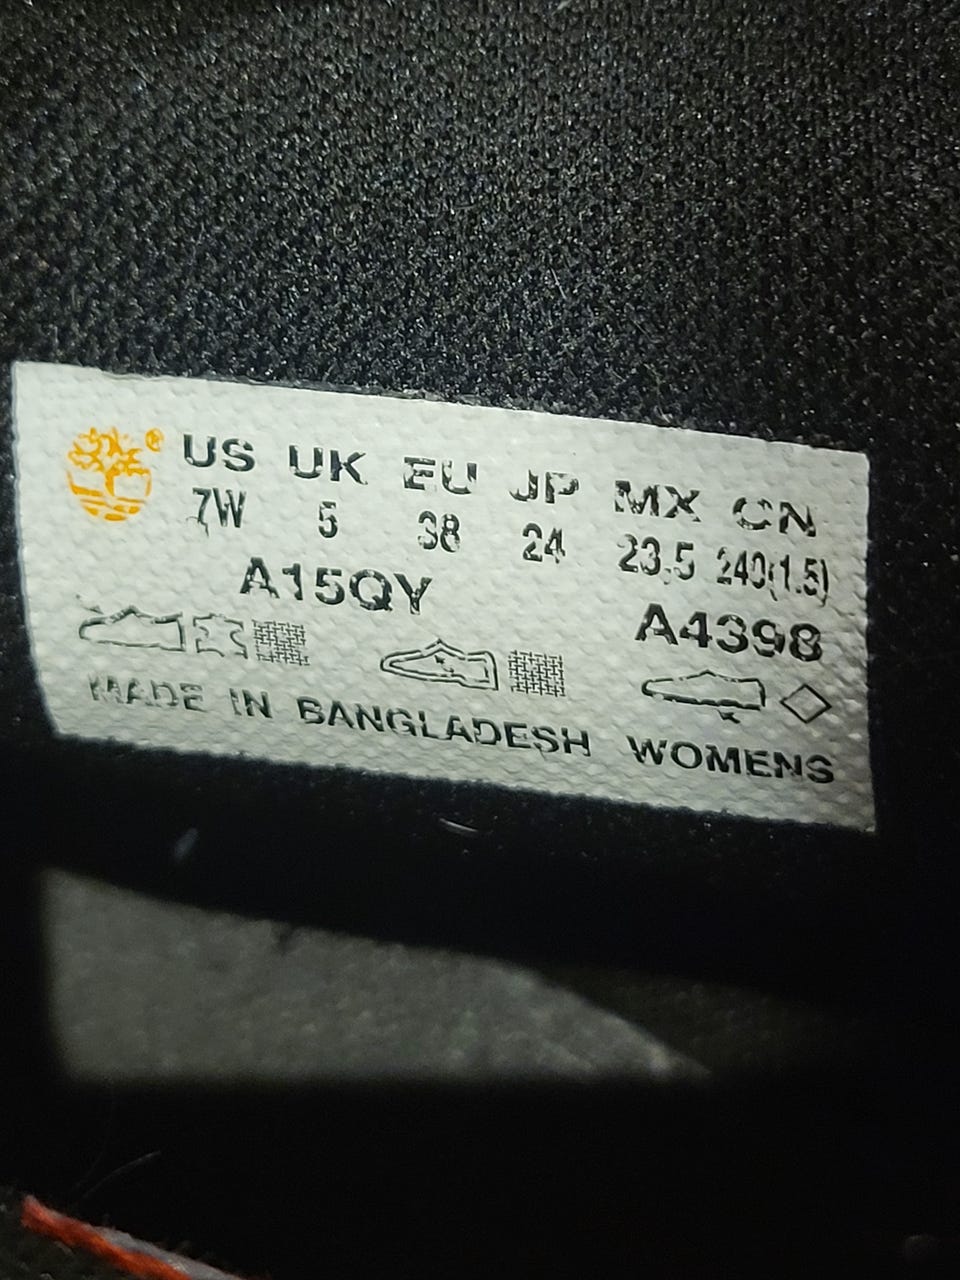 ®
US UK EU JP MX CN
7W 5 38 24 23.5 240(1.5)
A15QY A4398
MADE IN BANGLADESH WOMENS